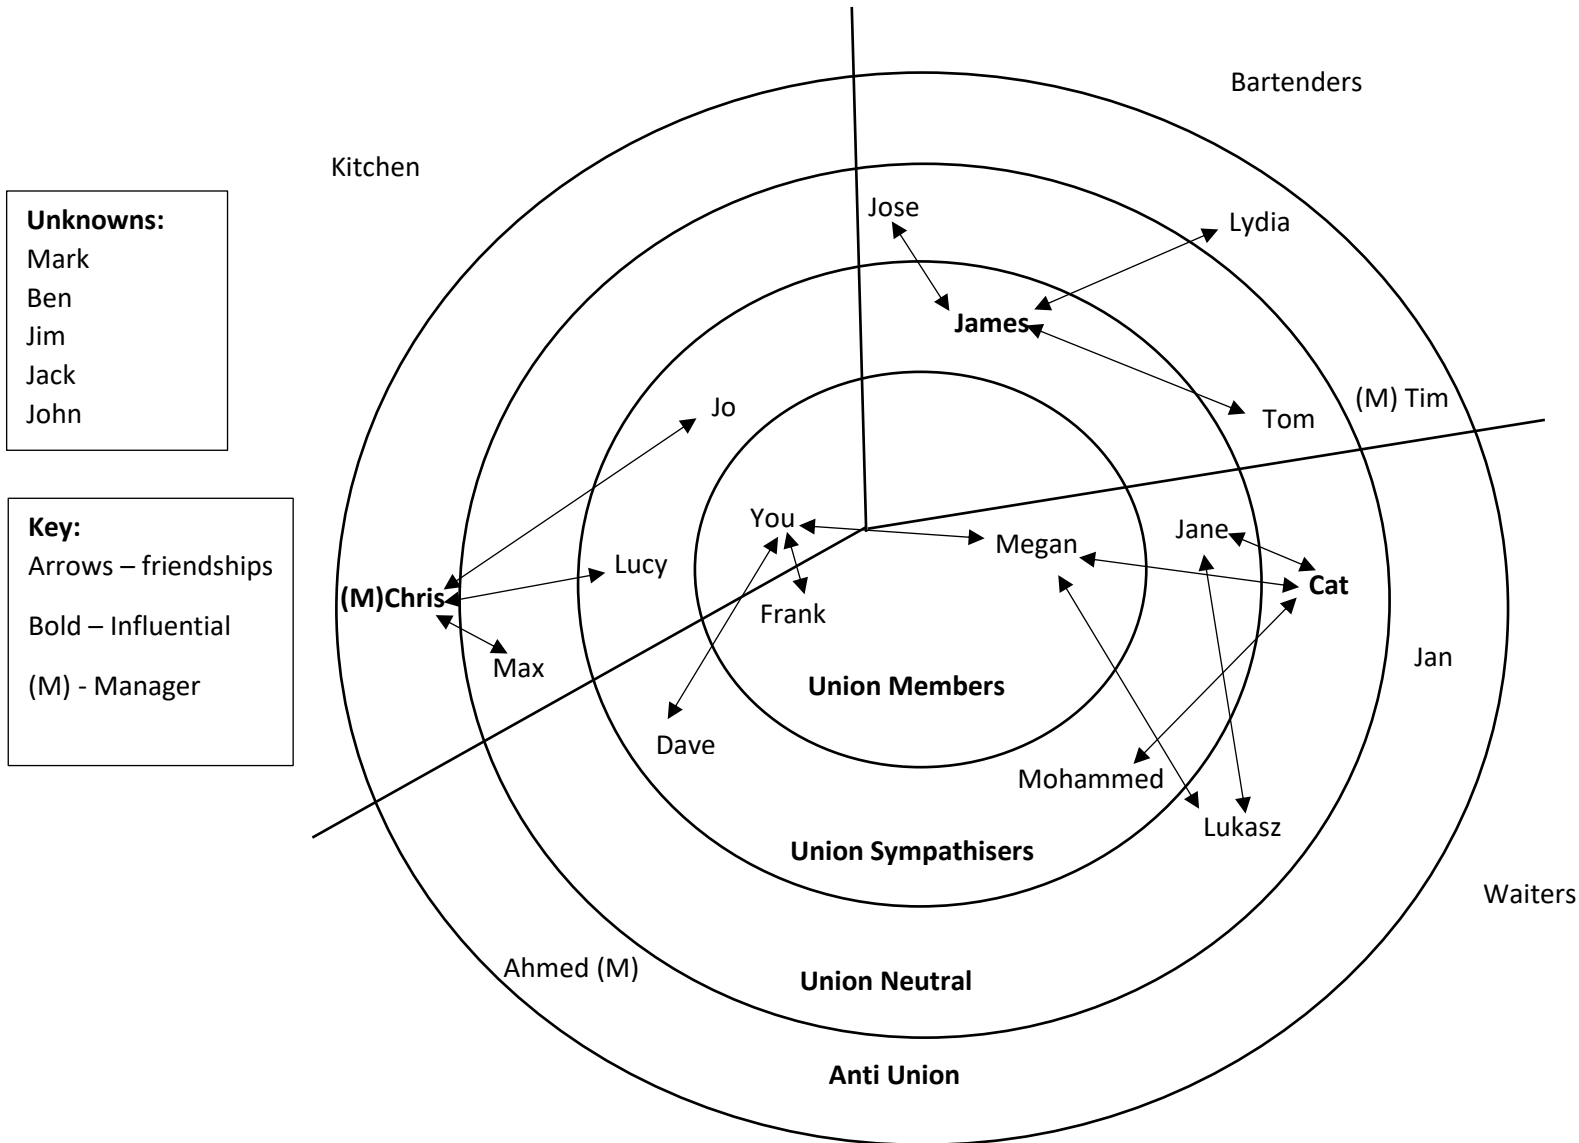 Bartenders
Kitchen
Unknowns:
Mark
Ben
Jim
Jack
John
Key:
Arrows – friendships
Bold – Influential
(M) - Manager
Jose
Lydia
James
(M) Tim
Tom
Jo
You
Megan
Jane
Lucy
(M)Chris
Cat
Frank
Max
Jan
Union Members
Dave
Mohammed
Lukasz
Union Sympathisers
Waiters
Ahmed (M)
Union Neutral
Anti Union